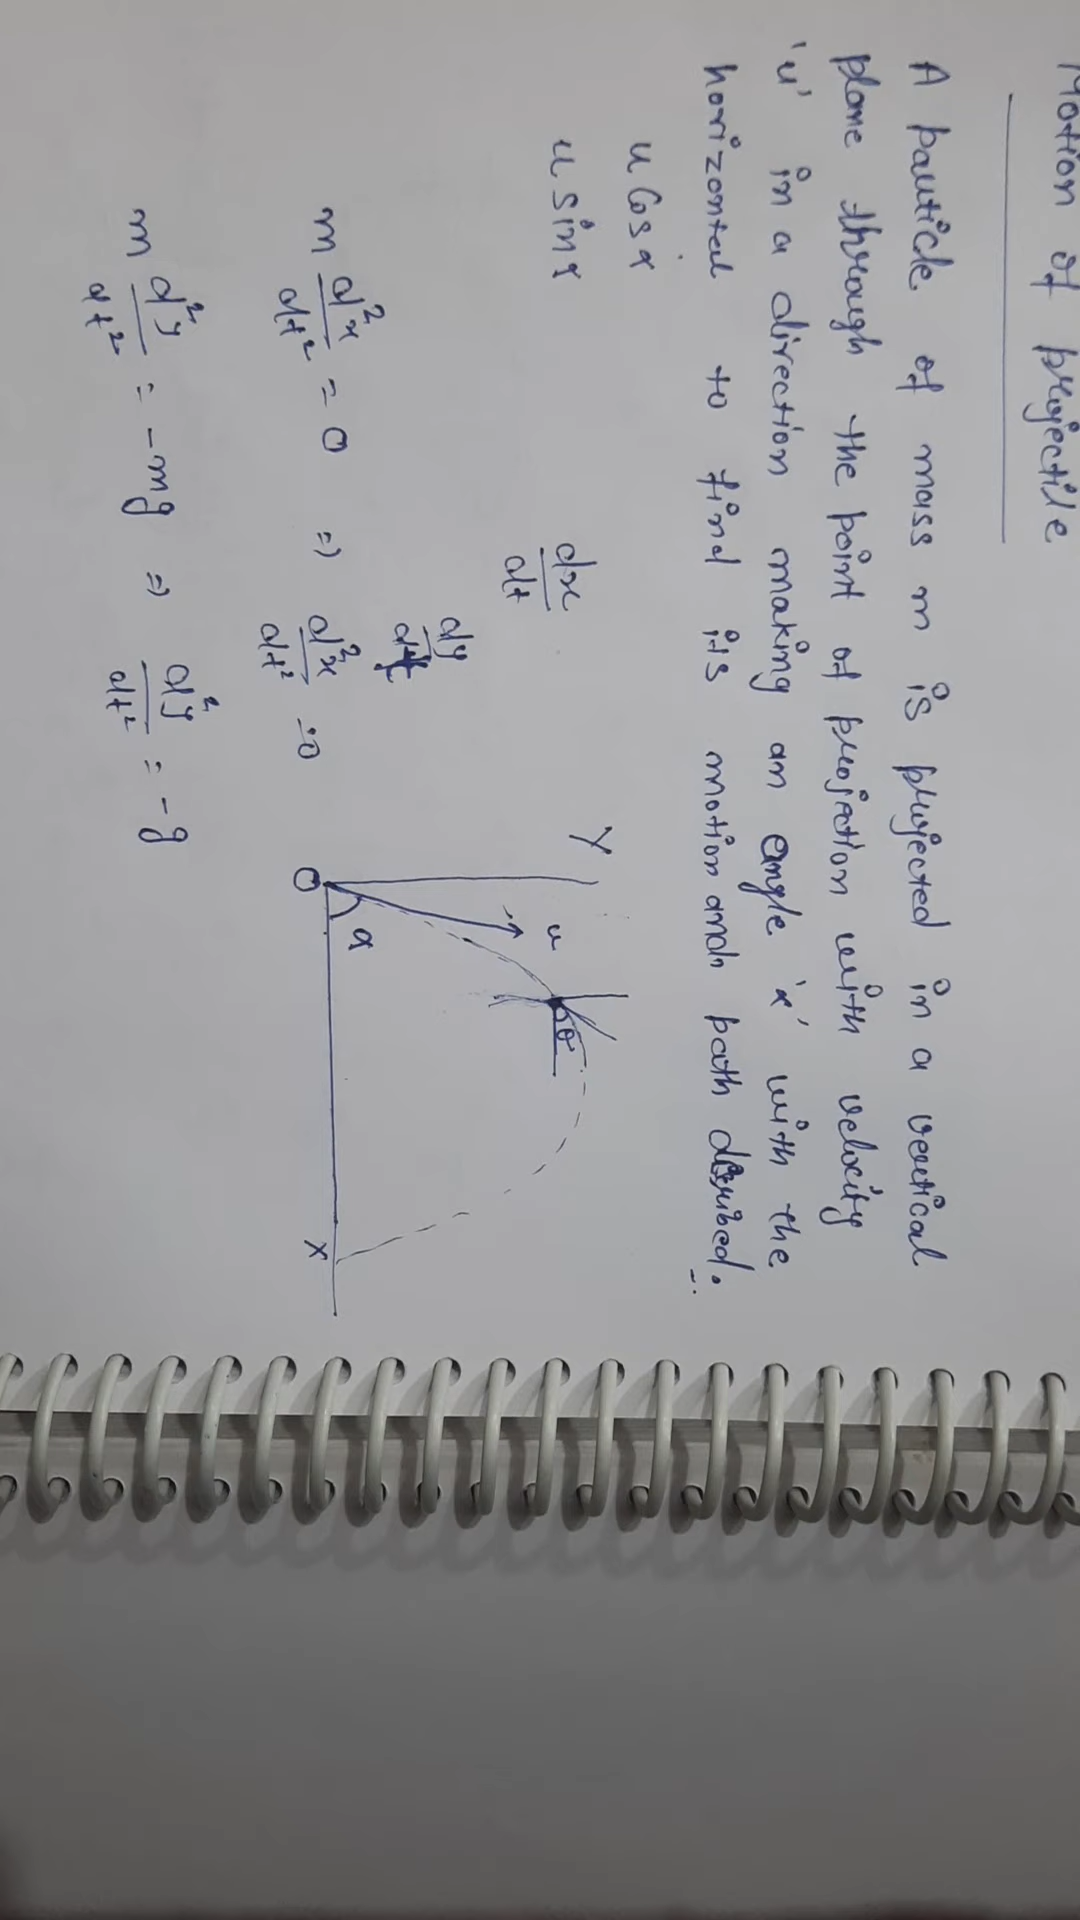 Motion of projectile
A particle of mass m is projected in a vertical
plane through the point of projection with velocity
'u' in a direction making an angle 'α' with the
horizontal to find its motion and path described.
u Cos α
u sin α
dx/dt
dy/dt
m d²x/dt² = 0 ⇒ d²x/dt² = 0
m d²y/dt² = -mg ⇒ d²y/dt² = -g
Y
u
θ
α
O
X